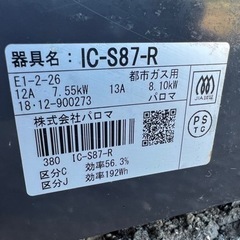 器具名： IC-S87-R
E1-2-26 都市ガス用
12A 7.55kW 13A 8.10kW
18・12-900273 パロマ
株式会社パロマ
380 IC-S87-R
区分C 効率56.3%
区分J 効率192Wh
PS
TC